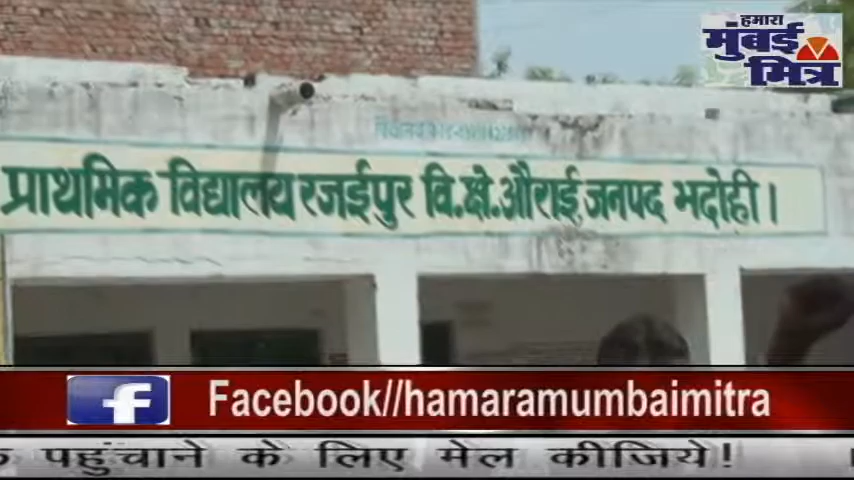 हमारा
मुंबई
मित्र
प्राथमिक विद्यालय रजईपुर वि.क्षे.औराई, जनपद भदोही।
f Facebook//hamaramumbaimitra
पहुंचाने के लिए मेल कीजिये!